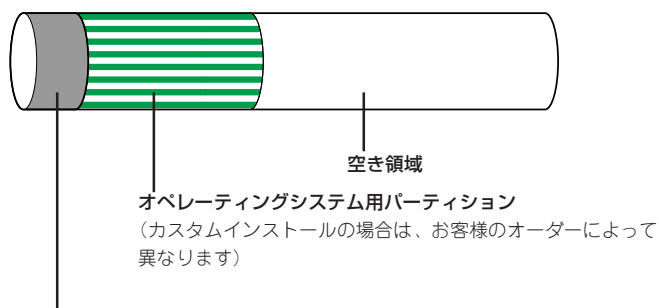 空き領域
オペレーティングシステム用パーティション
（カスタムインストールの場合は、お客様のオーダーによって
異なります）